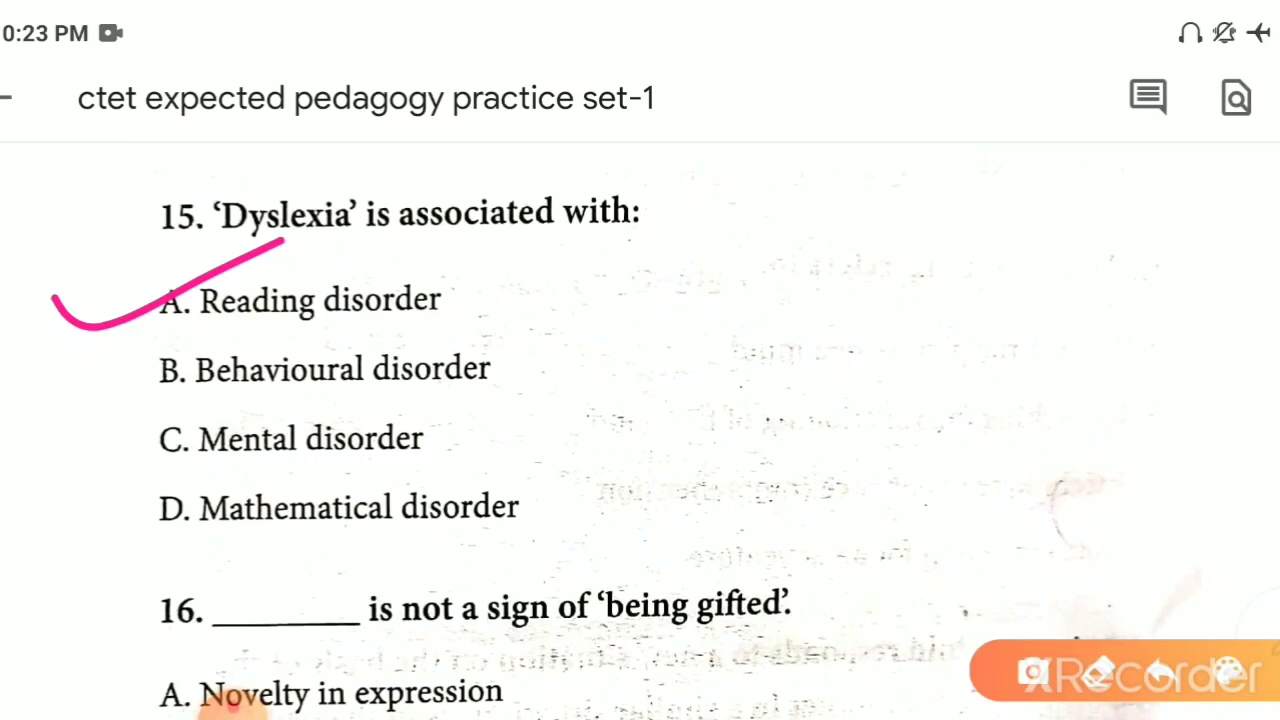 0:23 PM
ctet expected pedagogy practice set-1
15. ‘Dyslexia’ is associated with:
A. Reading disorder
B. Behavioural disorder
C. Mental disorder
D. Mathematical disorder
16. ________ is not a sign of ‘being gifted’.
A. Novelty in expression
XRecorder